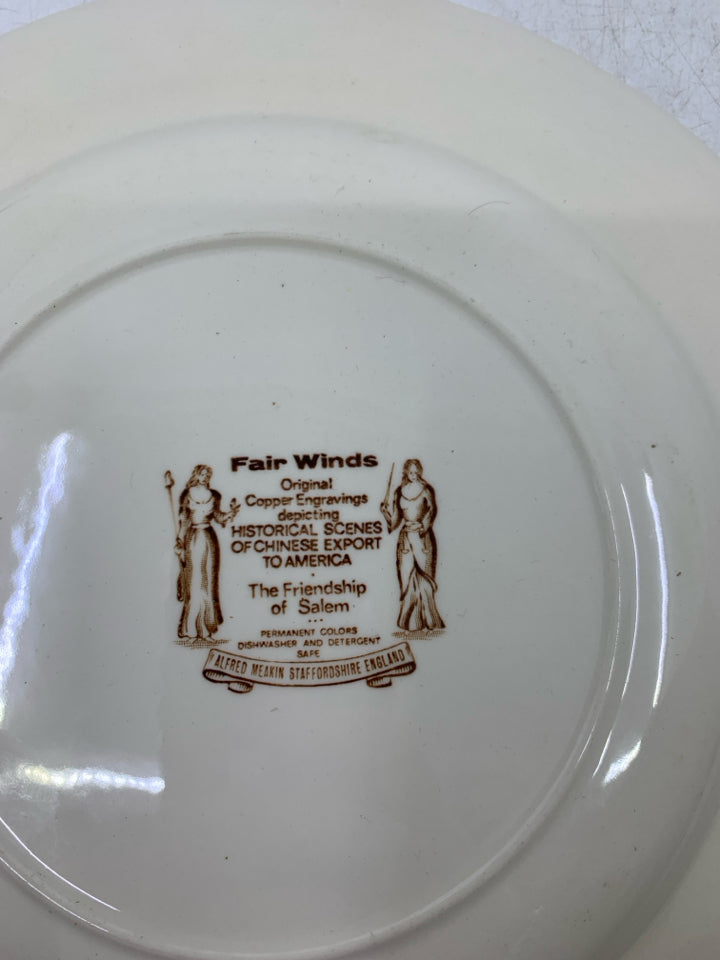 Fair Winds
Original
Copper Engravings
depicting
HISTORICAL SCENES
OF CHINESE EXPORT
TO AMERICA
The Friendship
of Salem
PERMANENT COLORS
DISHWASHER AND DETERGENT
SAFE
ALFRED MEAKIN STAFFORDSHIRE ENGLAND